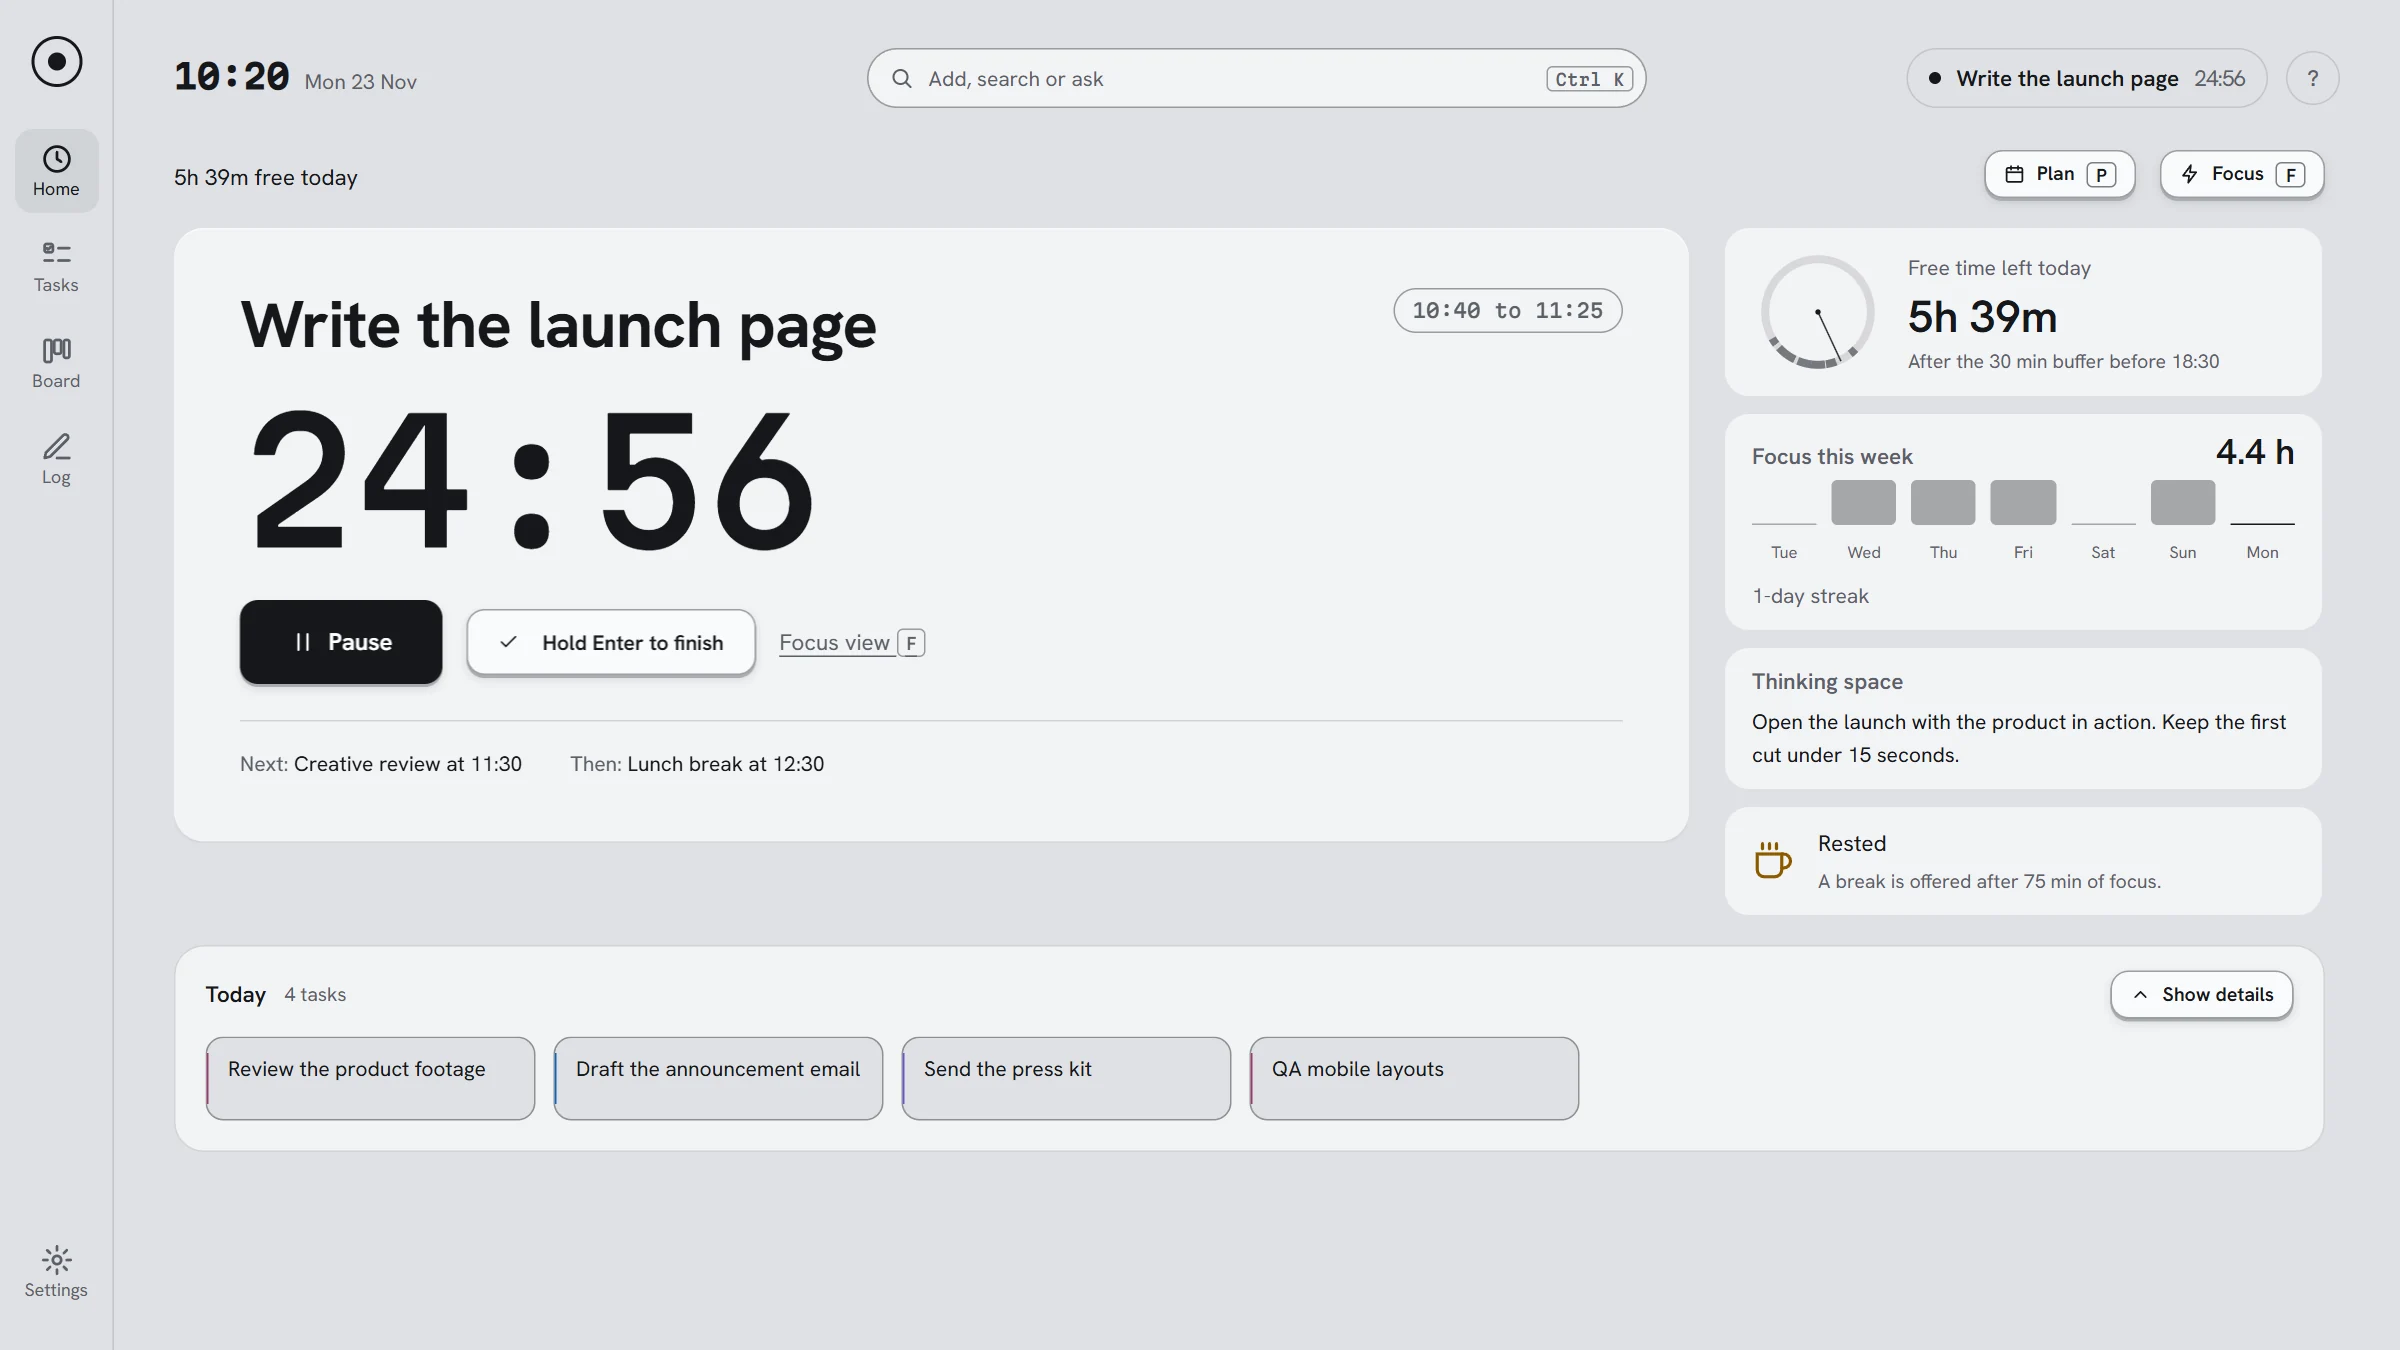 10:20 Mon 23 Nov
Add, search or ask Ctrl K
Write the launch page 24:56
?
Home
Tasks
Board
Log
Settings
5h 39m free today
Plan P
Focus F
Write the launch page
10:40 to 11:25
24:56
Pause
Hold Enter to finish
Focus view F
Next: Creative review at 11:30
Then: Lunch break at 12:30
Free time left today
5h 39m
After the 30 min buffer before 18:30
Focus this week
4.4 h
Tue Wed Thu Fri Sat Sun Mon
1-day streak
Thinking space
Open the launch with the product in action. Keep the first
cut under 15 seconds.
Rested
A break is offered after 75 min of focus.
Today 4 tasks
Show details
Review the product footage
Draft the announcement email
Send the press kit
QA mobile layouts